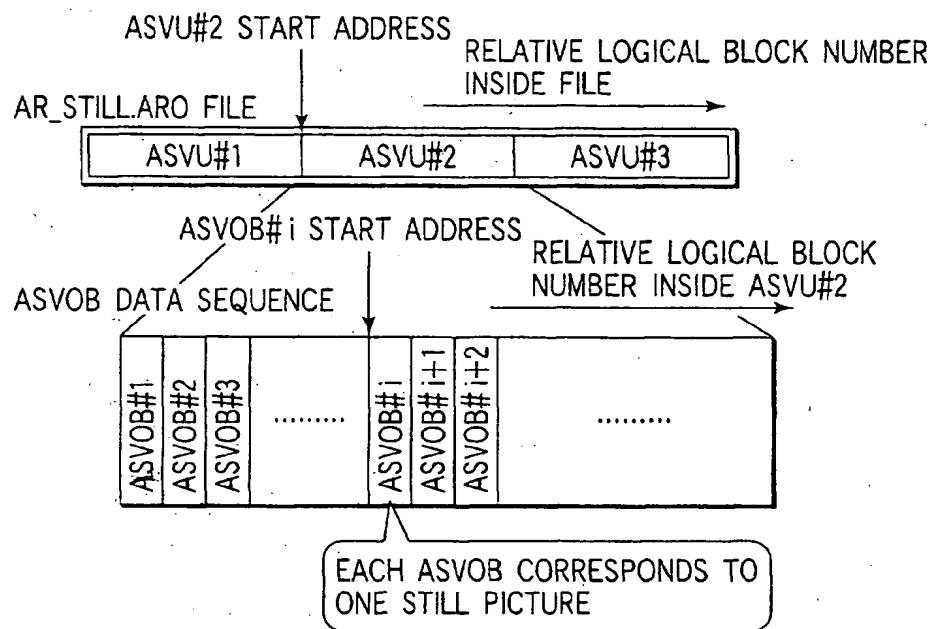 ASVU#2 START ADDRESS
RELATIVE LOGICAL BLOCK NUMBER
INSIDE FILE
AR_STILL.ARO FILE
ASVU#1
ASVU#2
ASVU#3
ASVOB#i START ADDRESS
RELATIVE LOGICAL BLOCK
NUMBER INSIDE ASVU#2
ASVOB DATA SEQUENCE
ASVOB#1
ASVOB#2
ASVOB#3
.........
ASVOB#i
ASVOB#i+1
ASVOB#i+2
.........
EACH ASVOB CORRESPONDS TO
ONE STILL PICTURE